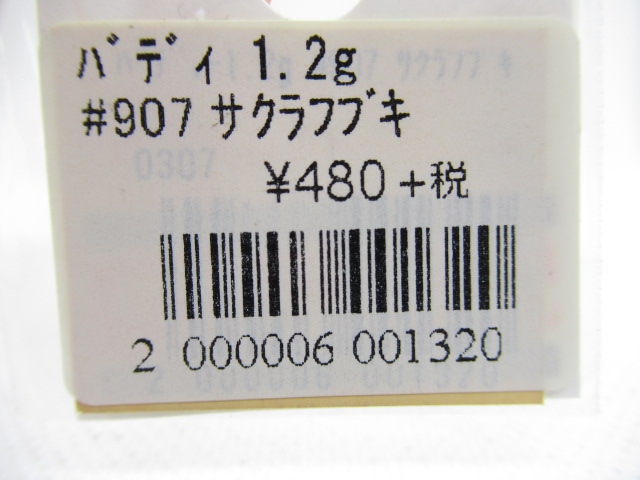 ﾊﾞﾃﾞｨ 1.2g
#907 ｻｸﾗﾌﾌﾞｷ
¥480 +税
2 000006 001320